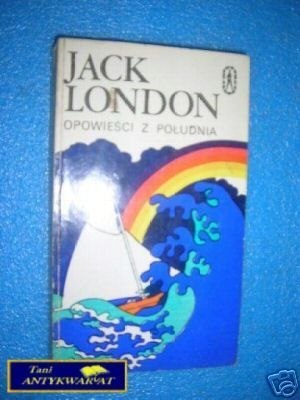 JACK
LONDON
OPOWIEŚCI Z POŁUDNIA
Tani
ANTYKWARYAT